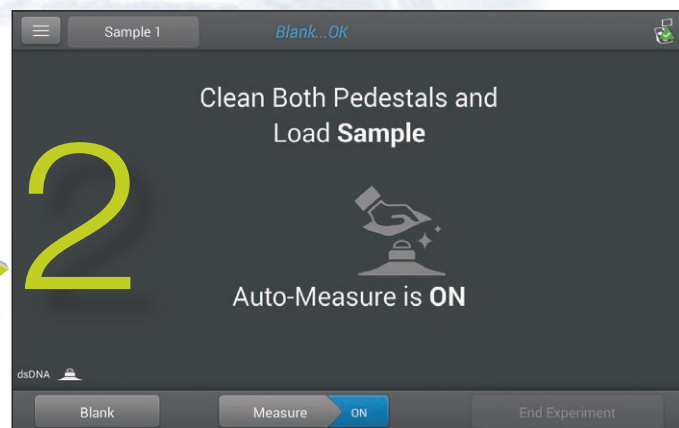 Sample 1
Blank...OK
Clean Both Pedestals and
Load Sample
2
Auto-Measure is ON
dsDNA
Blank
Measure
ON
End Experiment